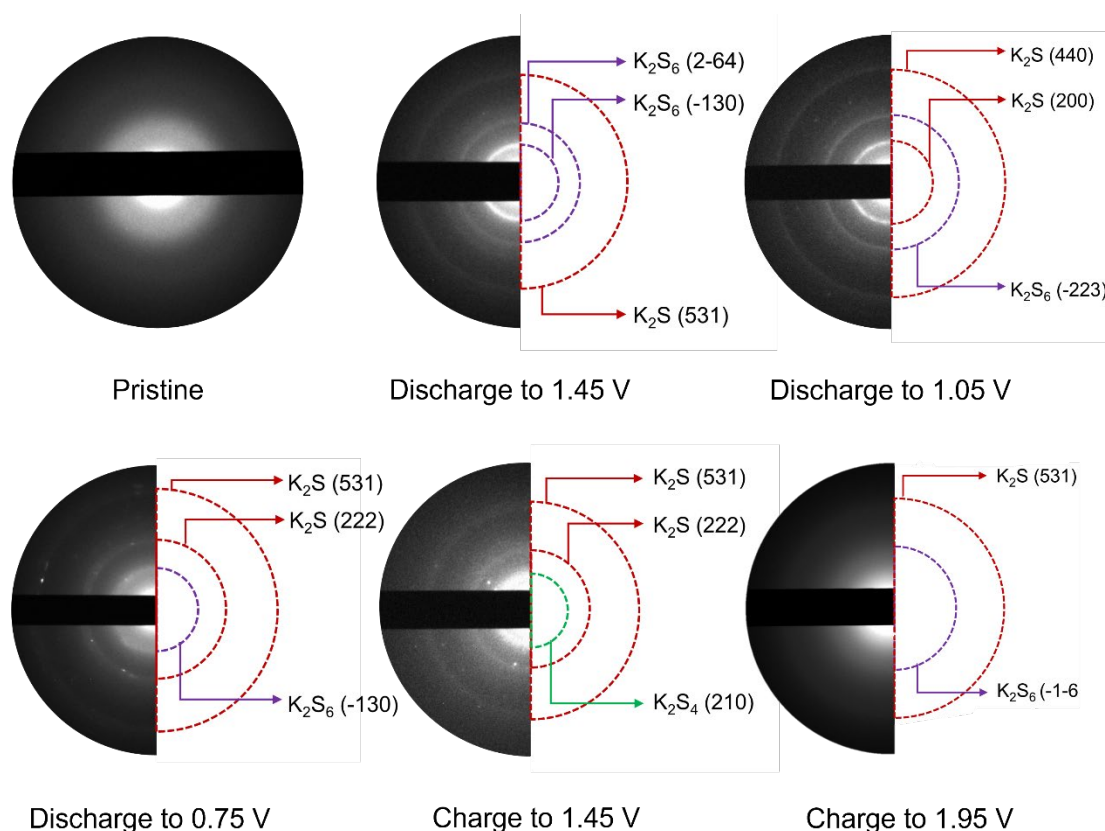 K₂S₆ (2-64)
K₂S₆ (-130)
K₂S (531)
K₂S (440)
K₂S (200)
K₂S₆ (-223)
Pristine
Discharge to 1.45 V
Discharge to 1.05 V
K₂S (531)
K₂S (222)
K₂S₆ (-130)
K₂S (531)
K₂S (222)
K₂S₄ (210)
K₂S (531)
K₂S₆ (-1-6
Discharge to 0.75 V
Charge to 1.45 V
Charge to 1.95 V